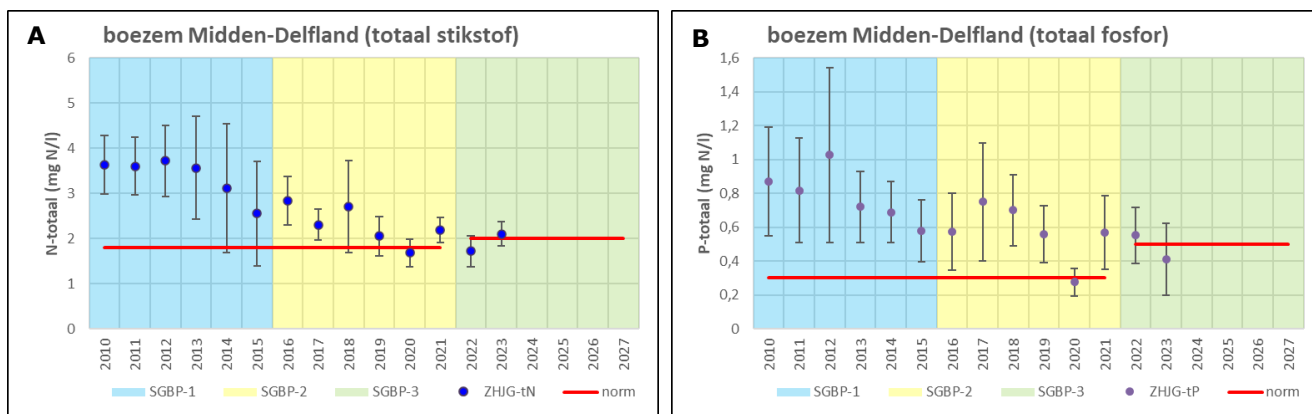 A
boezem Midden-Delfland (totaal stikstof)
N-totaal (mg N/l)
6
5
4
3
2
1
0
2010 2011 2012 2013 2014 2015 2016 2017 2018 2019 2020 2021 2022 2023 2024 2025 2026 2027
SGBP-1 SGBP-2 SGBP-3 ZHJG-tN norm
B
boezem Midden-Delfland (totaal fosfor)
P-totaal (mg N/l)
1,6
1,4
1,2
1
0,8
0,6
0,4
0,2
0
2010 2011 2012 2013 2014 2015 2016 2017 2018 2019 2020 2021 2022 2023 2024 2025 2026 2027
SGBP-1 SGBP-2 SGBP-3 ZHJG-tP norm